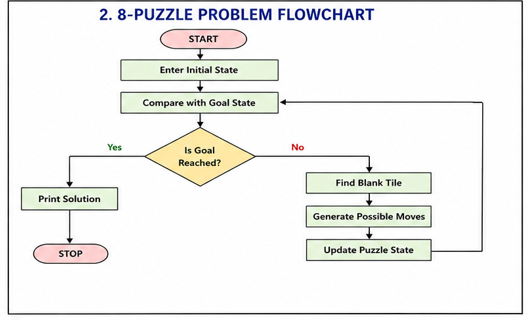 2. 8-PUZZLE PROBLEM FLOWCHART
START
Enter Initial State
Compare with Goal State
Is Goal
Reached?
Yes
No
Print Solution
STOP
Find Blank Tile
Generate Possible Moves
Update Puzzle State